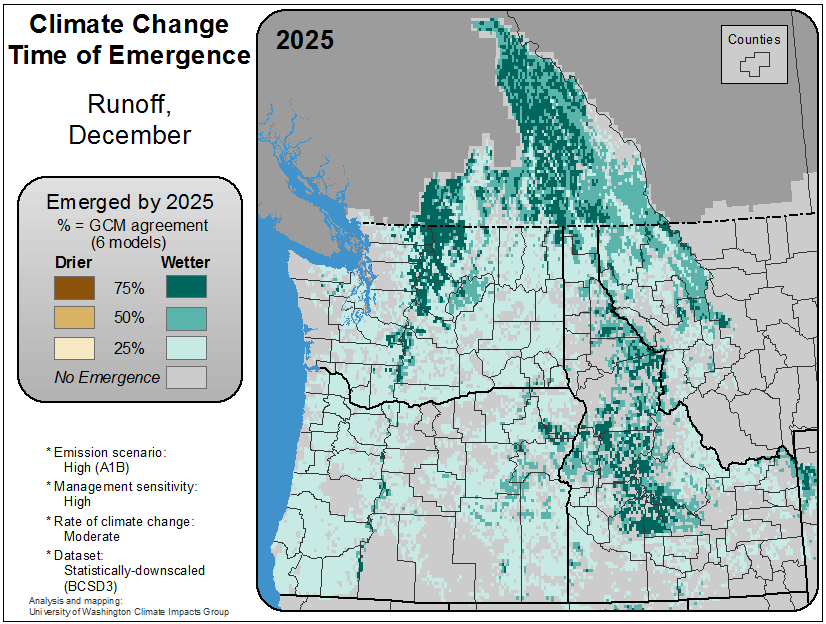 Climate Change
Time of Emergence
Runoff,
December
Emerged by 2025
% = GCM agreement
(6 models)
Drier Wetter
75%
50%
25%
No Emergence
* Emission scenario:
High (A1B)
* Management sensitivity:
High
* Rate of climate change:
Moderate
* Dataset:
Statistically-downscaled
(BCSD3)
Analysis and mapping:
University of Washington Climate Impacts Group
2025
Counties